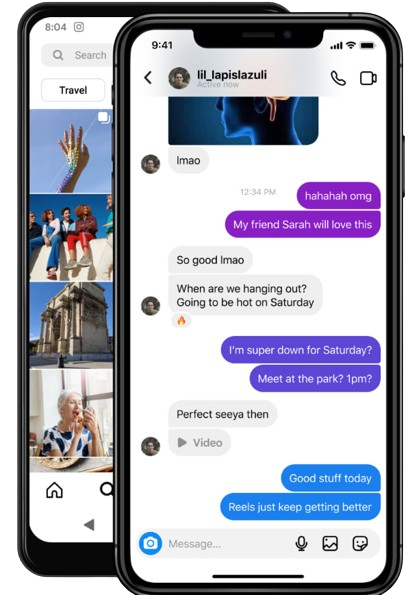 8:04
Search
Travel
9:41
lil_lapislazuli
Active now
lmao
12:34 PM
hahahah omg
My friend Sarah will love this
So good lmao
When are we hanging out?
Going to be hot on Saturday
I'm super down for Saturday?
Meet at the park? 1pm?
Perfect seeya then
Video
Good stuff today
Reels just keep getting better
Message...